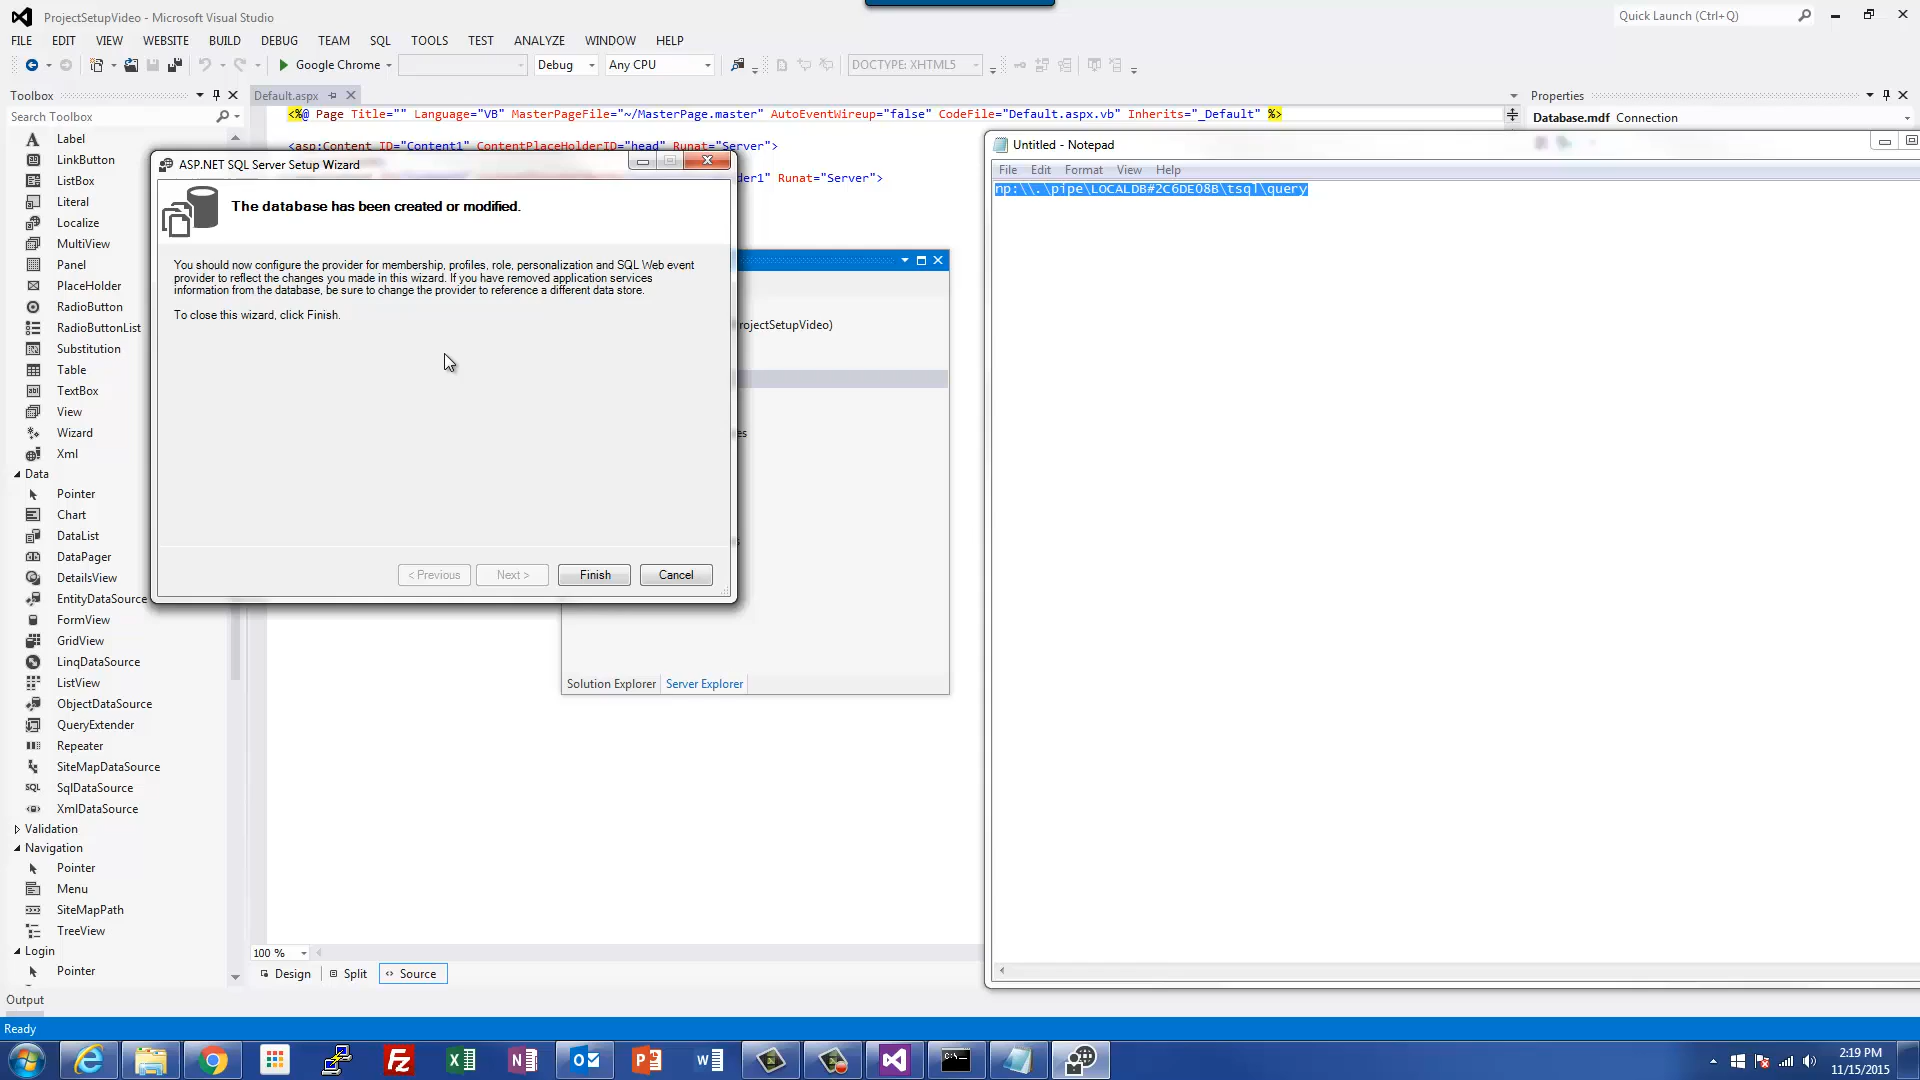 ProjectSetupVideo - Microsoft Visual Studio
Quick Launch (Ctrl+Q)
FILE EDIT VIEW WEBSITE BUILD DEBUG TEAM SQL TOOLS TEST ANALYZE WINDOW HELP
Google Chrome Debug Any CPU DOCTYPE: XHTML5
Toolbox
Search Toolbox
Label
LinkButton
ListBox
Literal
Localize
MultiView
Panel
PlaceHolder
RadioButton
RadioButtonList
Substitution
Table
TextBox
View
Wizard
Xml
Data
Pointer
Chart
DataList
DataPager
DetailsView
EntityDataSource
FormView
GridView
LinqDataSource
ListView
ObjectDataSource
QueryExtender
Repeater
SiteMapDataSource
SQL SqlDataSource
XmlDataSource
Validation
Navigation
Pointer
Menu
SiteMapPath
TreeView
Login
Pointer
Output
Ready
Default.aspx
<%@ Page Title="" Language="VB" MasterPageFile="~/MasterPage.master" AutoEventWireup="false" CodeFile="Default.aspx.vb" Inherits="_Default" %>
<asp:Content ID="Content1" ContentPlaceHolderID="head" Runat="Server">
der1" Runat="Server">
ASP.NET SQL Server Setup Wizard
The database has been created or modified.
You should now configure the provider for membership, profiles, role, personalization and SQL Web event
provider to reflect the changes you made in this wizard. If you have removed application services
information from the database, be sure to change the provider to reference a different data store.
To close this wizard, click Finish.
< Previous Next > Finish Cancel
rojectSetupVideo)
es
s
Solution Explorer Server Explorer
100 %
Design Split Source
Properties
Database.mdf Connection
Untitled - Notepad
File Edit Format View Help
np:\\.\pipe\LOCALDB#2C6DE08B\tsql\query
2:19 PM
11/15/2015